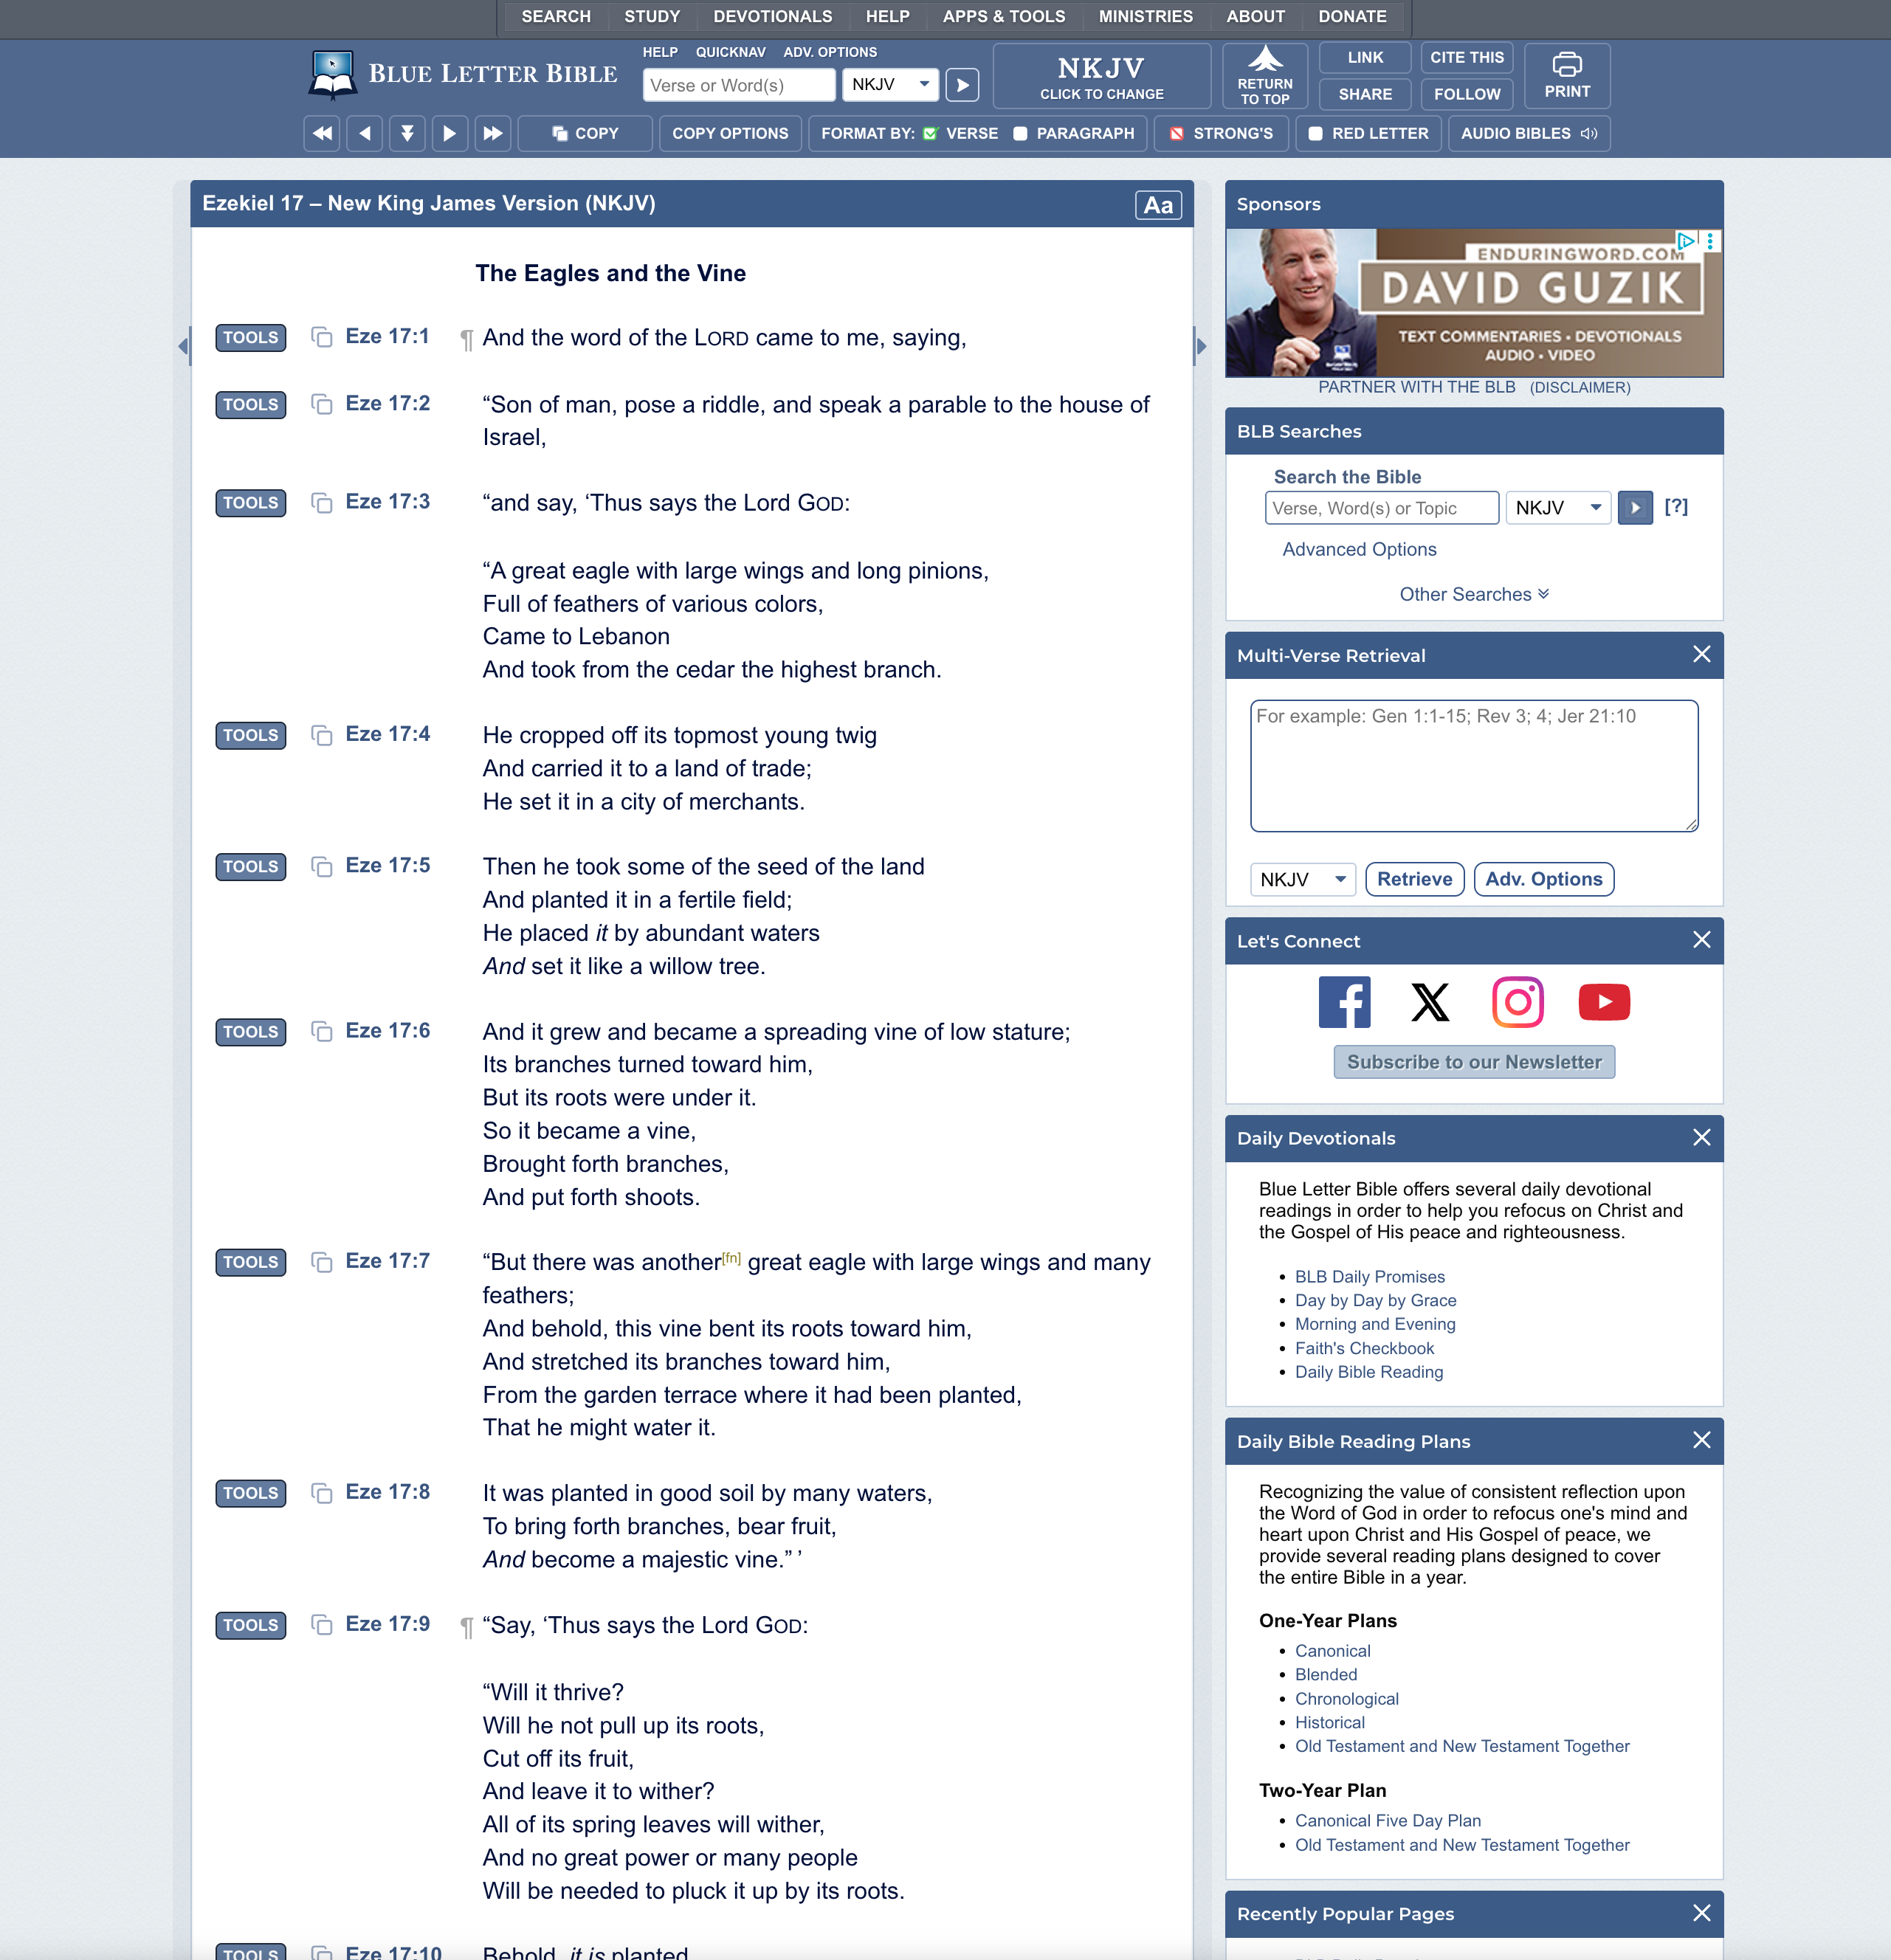 SEARCH STUDY DEVOTIONALS HELP APPS & TOOLS MINISTRIES ABOUT DONATE
BLUE LETTER BIBLE
HELP QUICKNAV ADV. OPTIONS
Verse or Word(s)
NKJV
NKJV
CLICK TO CHANGE
RETURN
TO TOP
LINK
CITE THIS
SHARE
FOLLOW
PRINT
COPY
COPY OPTIONS
FORMAT BY: VERSE PARAGRAPH
STRONG'S
RED LETTER
AUDIO BIBLES
Ezekiel 17 – New King James Version (NKJV)
Aa
The Eagles and the Vine
TOOLS Eze 17:1 ¶ And the word of the LORD came to me, saying,
TOOLS Eze 17:2 “Son of man, pose a riddle, and speak a parable to the house of
Israel,
TOOLS Eze 17:3 “and say, ‘Thus says the Lord GOD:
“A great eagle with large wings and long pinions,
Full of feathers of various colors,
Came to Lebanon
And took from the cedar the highest branch.
TOOLS Eze 17:4 He cropped off its topmost young twig
And carried it to a land of trade;
He set it in a city of merchants.
TOOLS Eze 17:5 Then he took some of the seed of the land
And planted it in a fertile field;
He placed it by abundant waters
And set it like a willow tree.
TOOLS Eze 17:6 And it grew and became a spreading vine of low stature;
Its branches turned toward him,
But its roots were under it.
So it became a vine,
Brought forth branches,
And put forth shoots.
TOOLS Eze 17:7 “But there was another[fn] great eagle with large wings and many
feathers;
And behold, this vine bent its roots toward him,
And stretched its branches toward him,
From the garden terrace where it had been planted,
That he might water it.
TOOLS Eze 17:8 It was planted in good soil by many waters,
To bring forth branches, bear fruit,
And become a majestic vine.” ’
TOOLS Eze 17:9 ¶ “Say, ‘Thus says the Lord GOD:
“Will it thrive?
Will he not pull up its roots,
Cut off its fruit,
And leave it to wither?
All of its spring leaves will wither,
And no great power or many people
Will be needed to pluck it up by its roots.
TOOLS Eze 17:10 Behold, it is planted
Sponsors
ENDURINGWORD.COM
DAVID GUZIK
TEXT COMMENTARIES • DEVOTIONALS
AUDIO • VIDEO
PARTNER WITH THE BLB (DISCLAIMER)
BLB Searches
Search the Bible
Verse, Word(s) or Topic NKJV [?]
Advanced Options
Other Searches
Multi-Verse Retrieval
For example: Gen 1:1-15; Rev 3; 4; Jer 21:10
NKJV Retrieve Adv. Options
Let's Connect
Subscribe to our Newsletter
Daily Devotionals
Blue Letter Bible offers several daily devotional
readings in order to help you refocus on Christ and
the Gospel of His peace and righteousness.
• BLB Daily Promises
• Day by Day by Grace
• Morning and Evening
• Faith's Checkbook
• Daily Bible Reading
Daily Bible Reading Plans
Recognizing the value of consistent reflection upon
the Word of God in order to refocus one's mind and
heart upon Christ and His Gospel of peace, we
provide several reading plans designed to cover
the entire Bible in a year.
One-Year Plans
• Canonical
• Blended
• Chronological
• Historical
• Old Testament and New Testament Together
Two-Year Plan
• Canonical Five Day Plan
• Old Testament and New Testament Together
Recently Popular Pages